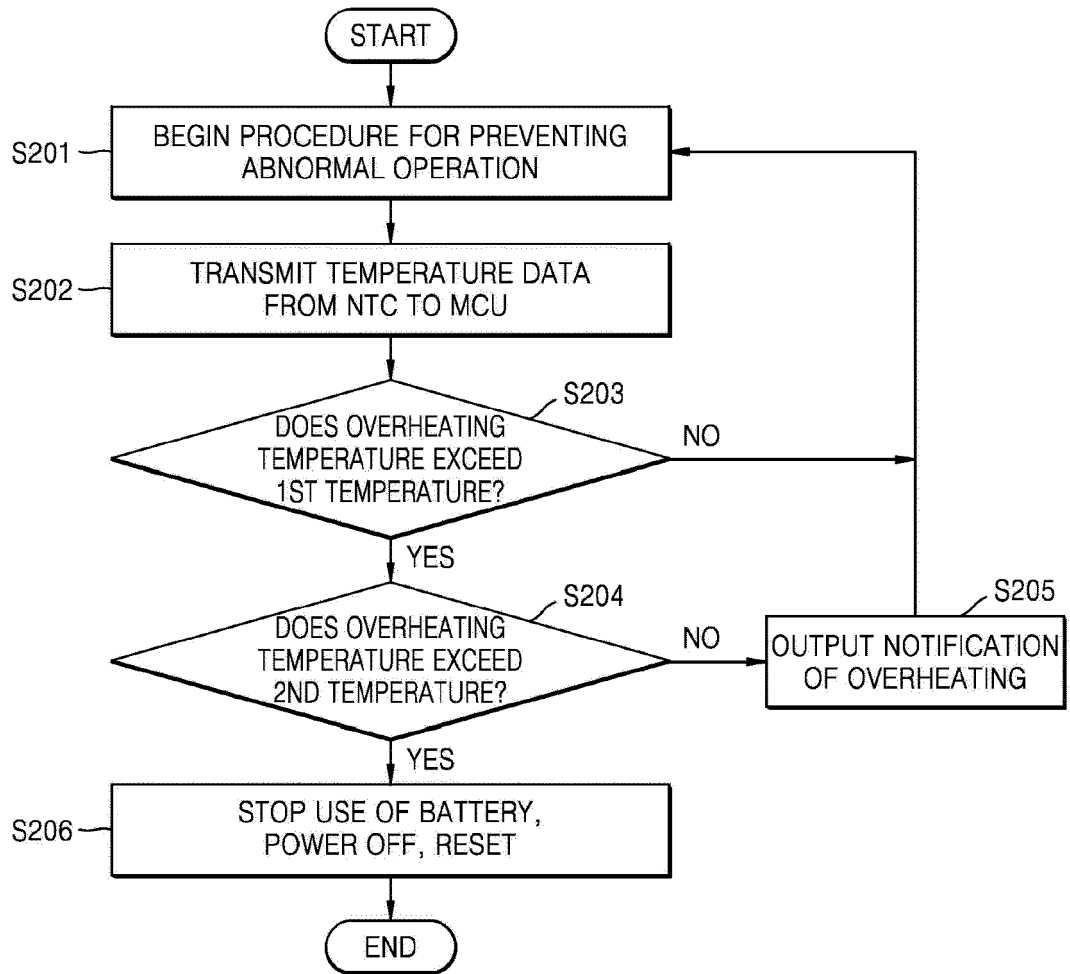 START
S201
BEGIN PROCEDURE FOR PREVENTING
ABNORMAL OPERATION
S202
TRANSMIT TEMPERATURE DATA
FROM NTC TO MCU
S203
DOES OVERHEATING
TEMPERATURE EXCEED
1ST TEMPERATURE?
NO
YES
S204
DOES OVERHEATING
TEMPERATURE EXCEED
2ND TEMPERATURE?
NO
S205
OUTPUT NOTIFICATION
OF OVERHEATING
YES
S206
STOP USE OF BATTERY,
POWER OFF, RESET
END